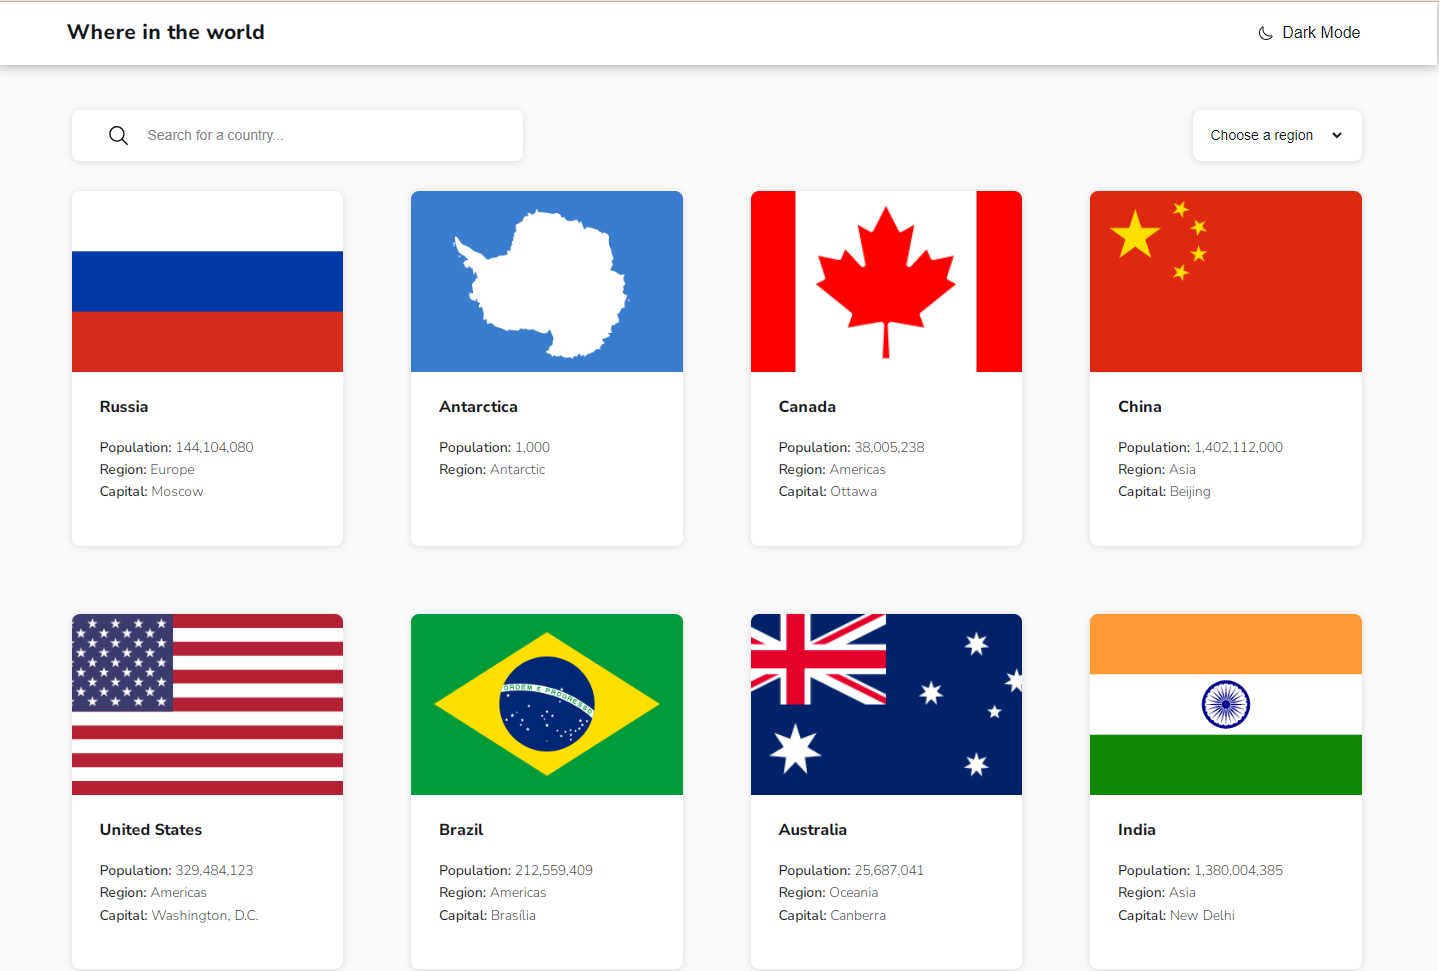 Where in the world
Dark Mode
Search for a country...
Choose a region
Russia
Population: 144,104,080
Region: Europe
Capital: Moscow
Antarctica
Population: 1,000
Region: Antarctic
Canada
Population: 38,005,238
Region: Americas
Capital: Ottawa
China
Population: 1,402,112,000
Region: Asia
Capital: Beijing
ORDEM E PROGRESSO
United States
Population: 329,484,123
Region: Americas
Capital: Washington, D.C.
Brazil
Population: 212,559,409
Region: Americas
Capital: Brasília
Australia
Population: 25,687,041
Region: Oceania
Capital: Canberra
India
Population: 1,380,004,385
Region: Asia
Capital: New Delhi